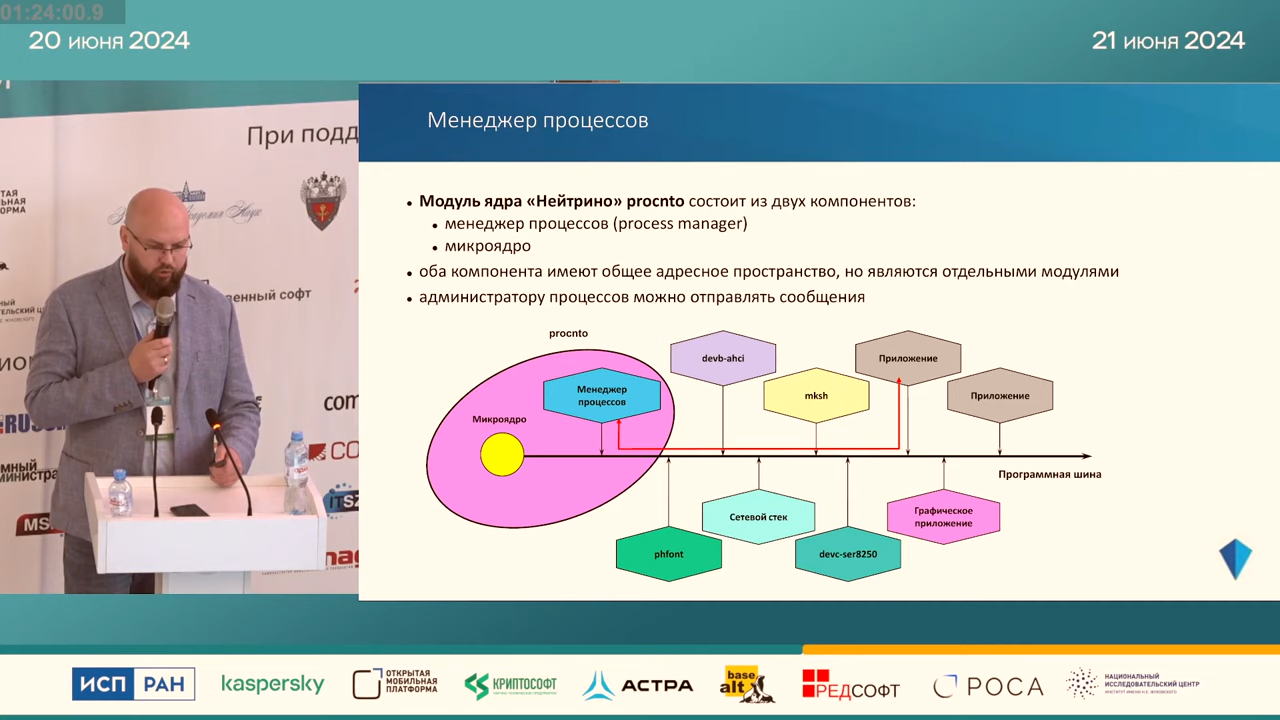 01:24:00.9
20 июня 2024
21 июня 2024
При подд
Менеджер процессов
Модуль ядра «Нейтрино» procnto состоит из двух компонентов:
менеджер процессов (process manager)
микроядро
оба компонента имеют общее адресное пространство, но являются отдельными модулями
администратору процессов можно отправлять сообщения
procnto
devb-ahci
Приложение
Менеджер
процессов
mksh
Приложение
Микроядро
Программная шина
Сетевой стек
Графическое
приложение
phfont
devc-ser8250
венный софт
ИСП РАН
kaspersky
ОТКРЫТАЯ
МОБИЛЬНАЯ
ПЛАТФОРМА
КРИПТОСОФТ
АСТРА
base
alt
РЕДСОФТ
РОСА
НАЦИОНАЛЬНЫЙ
ИССЛЕДОВАТЕЛЬСКИЙ ЦЕНТР